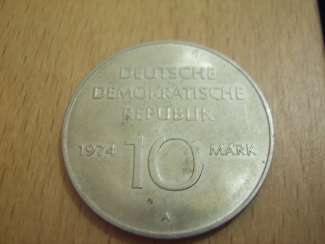 DEUTSCHE
DEMOKRATISCHE
REPUBLIK
1974 10 MARK
A